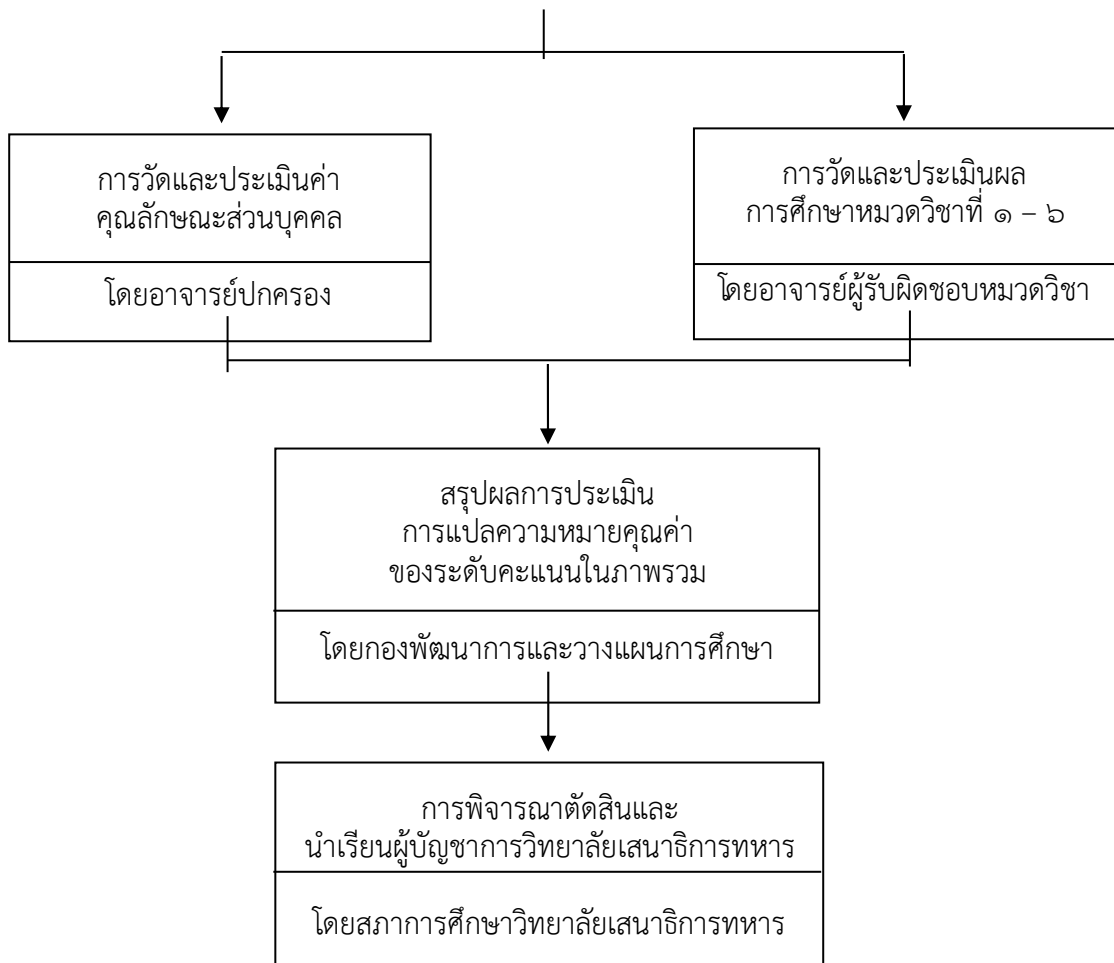 การวัดและประเมินค่า
คุณลักษณะส่วนบุคคล
โดยอาจารย์ปกครอง
การวัดและประเมินผล
การศึกษาหมวดวิชาที่ ๑ – ๖
โดยอาจารย์ผู้รับผิดชอบหมวดวิชา
สรุปผลการประเมิน
การแปลความหมายคุณค่า
ของระดับคะแนนในภาพรวม
โดยกองพัฒนาการและวางแผนการศึกษา
การพิจารณาตัดสินและ
นำเรียนผู้บัญชาการวิทยาลัยเสนาธิการทหาร
โดยสภาการศึกษาวิทยาลัยเสนาธิการทหาร